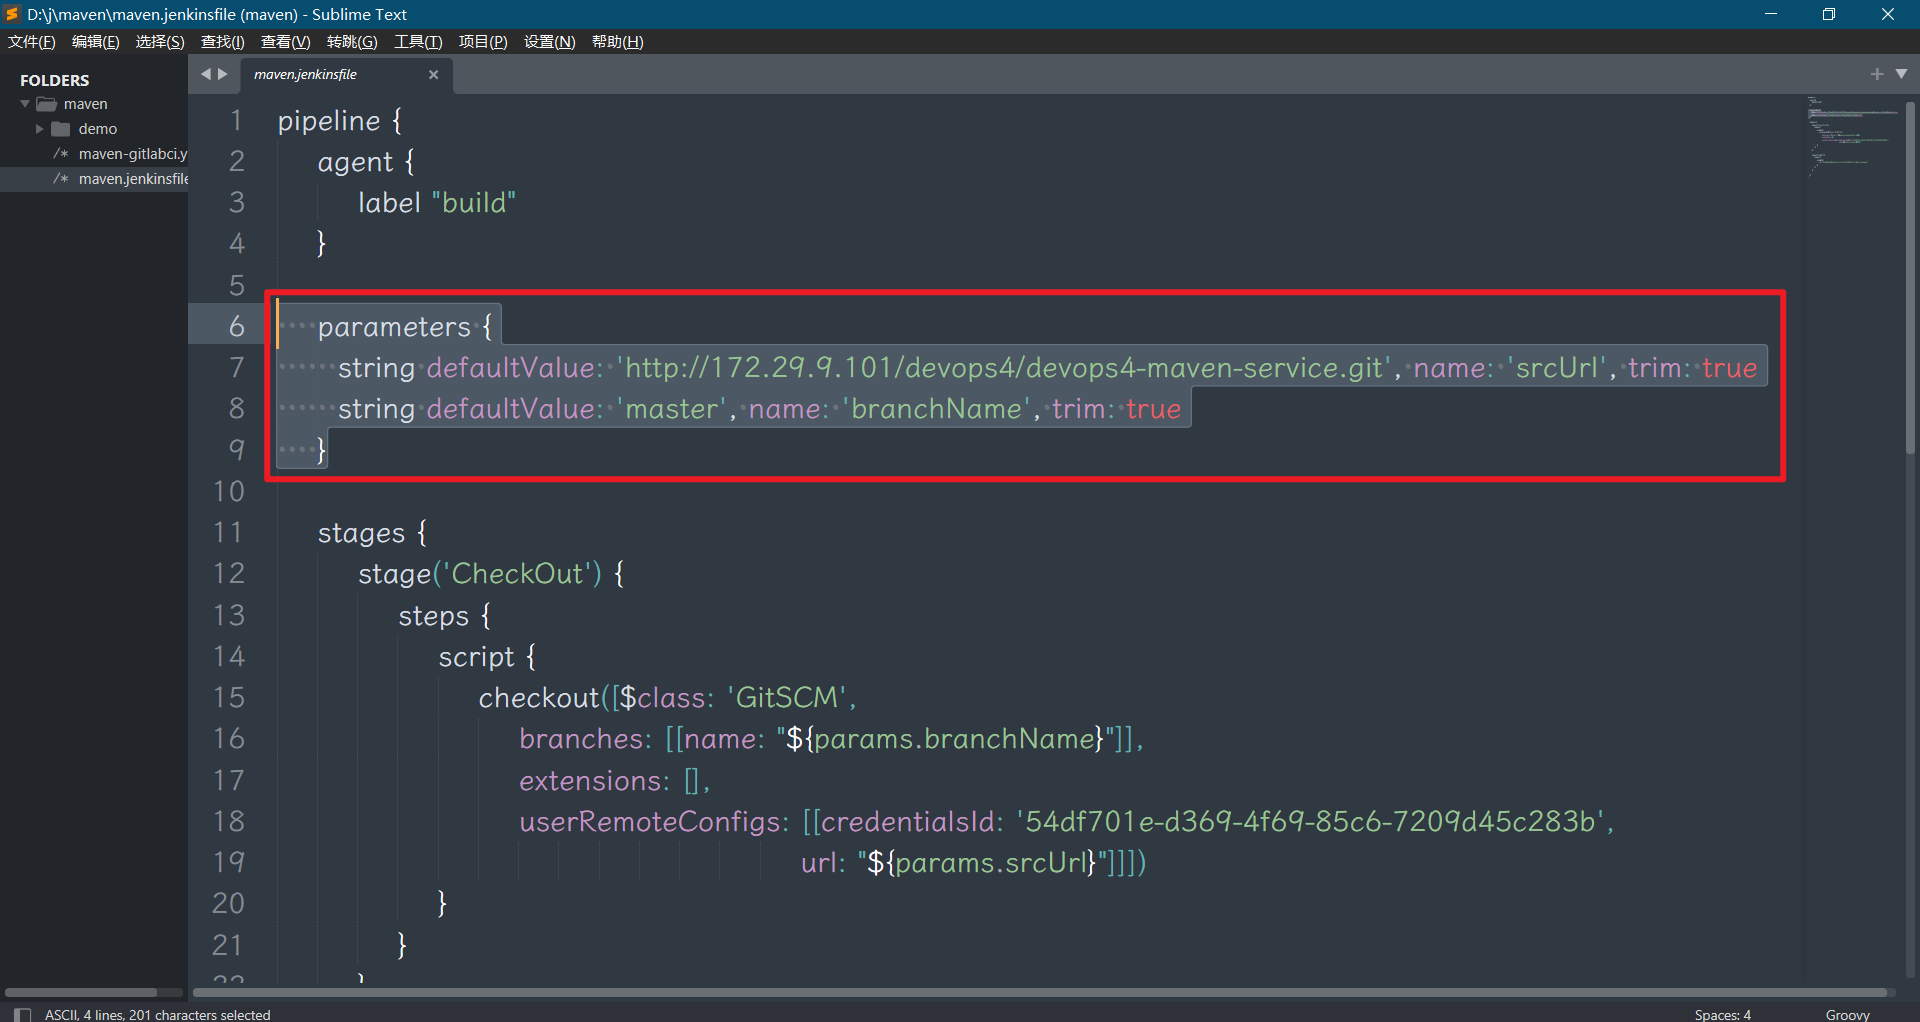 D:\j\maven\maven.jenkinsfile (maven) - Sublime Text
文件(F) 编辑(E) 选择(S) 查找(I) 查看(V) 转跳(G) 工具(T) 项目(P) 设置(N) 帮助(H)
FOLDERS
maven
demo
/* maven-gitlabci.y
/* maven.jenkinsfile
maven.jenkinsfile
1 pipeline {
2 agent {
3 label "build"
4 }
5
6 parameters {
7 string defaultValue: 'http://172.29.9.101/devops4/devops4-maven-service.git', name: 'srcUrl', trim: true
8 string defaultValue: 'master', name: 'branchName', trim: true
9 }
10
11 stages {
12 stage('CheckOut') {
13 steps {
14 script {
15 checkout([$class: 'GitSCM',
16 branches: [[name: "${params.branchName}"]],
17 extensions: [],
18 userRemoteConfigs: [[credentialsId: '54df701e-d369-4f69-85c6-7209d45c283b',
19 url: "${params.srcUrl}"]]])
20 }
21 }
22 }
ASCII, 4 lines, 201 characters selected
Spaces: 4
Groovy